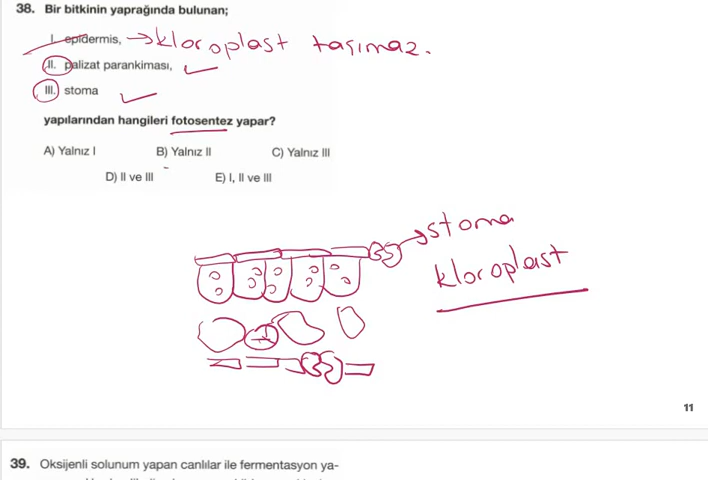 38. Bir bitkinin yaprağında bulunan;
I. epidermis, → kloroplast taşımaz.
II. palizat parankiması,
III. stoma
yapılarından hangileri fotosentez yapar?
A) Yalnız I B) Yalnız II C) Yalnız III
D) II ve III E) I, II ve III
stoma
kloroplast
11
39. Oksijenli solunum yapan canlılar ile fermentasyon ya-